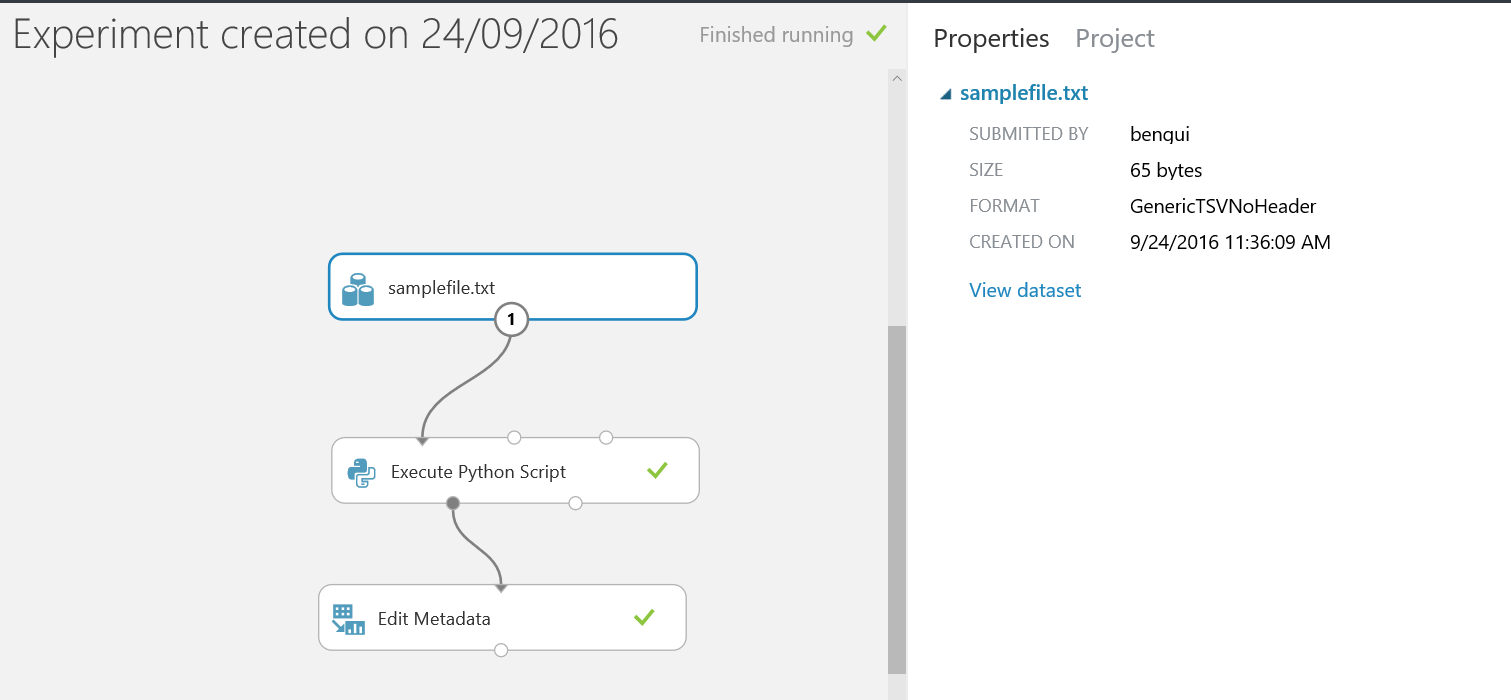 Experiment created on 24/09/2016
Finished running
samplefile.txt
1
Execute Python Script
Edit Metadata
Properties Project
samplefile.txt
SUBMITTED BY benqui
SIZE 65 bytes
FORMAT GenericTSVNoHeader
CREATED ON 9/24/2016 11:36:09 AM
View dataset